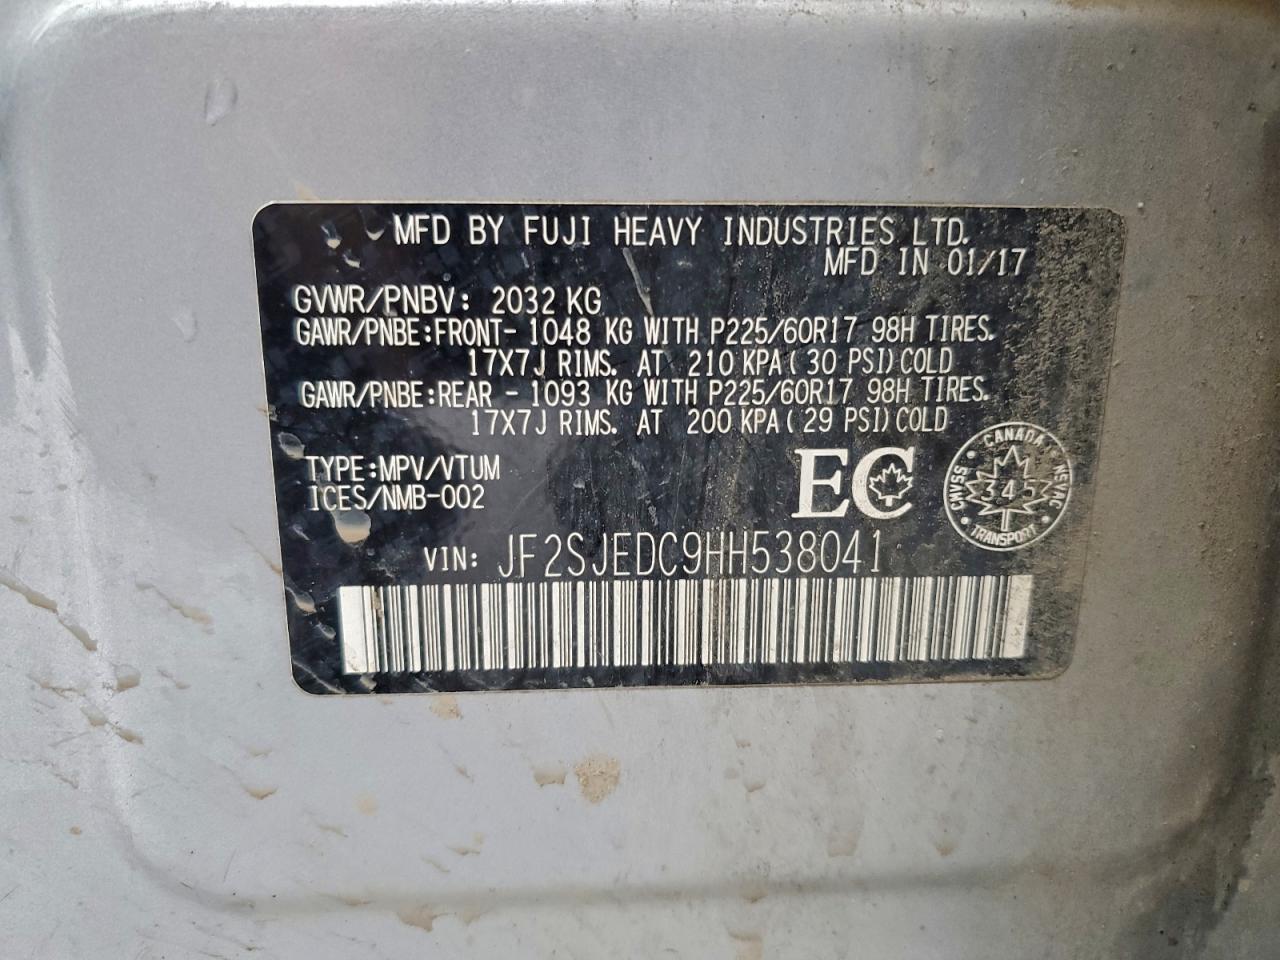 MFD BY FUJI HEAVY INDUSTRIES LTD.
MFD IN 01/17
GVWR/PNBV: 2032 KG
GAWR/PNBE:FRONT- 1048 KG WITH P225/60R17 98H TIRES.
17X7J RIMS. AT 210 KPA(30 PSI)COLD
GAWR/PNBE:REAR - 1093 KG WITH P225/60R17 98H TIRES.
17X7J RIMS. AT 200 KPA(29 PSI)COLD
TYPE:MPV/VTUM
ICES/NMB-002
EC
CANADA
CMVSS
345
NSVAC
TRANSPORT
VIN: JF2SJEDC9HH538041